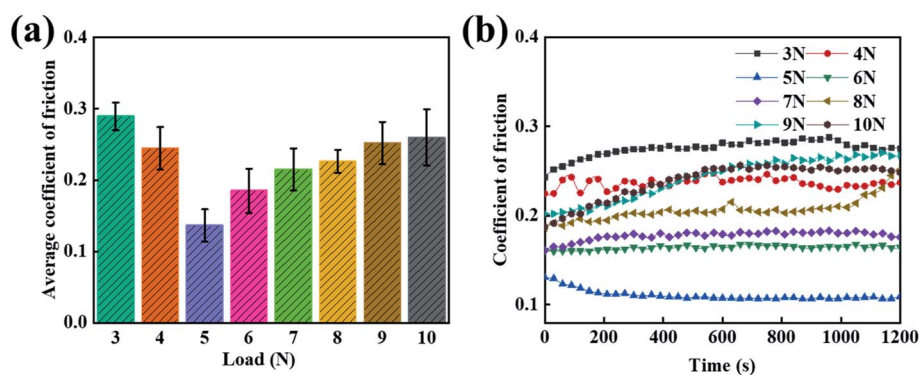 (a)
Average coefficient of friction
0.4
0.3
0.2
0.1
0.0
3 4 5 6 7 8 9 10
Load (N)
(b)
Coefficient of friction
0.4
0.3
0.2
0.1
3N 4N
5N 6N
7N 8N
9N 10N
0 200 400 600 800 1000 1200
Time (s)